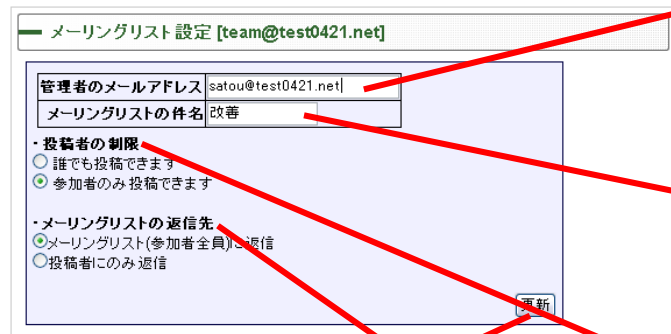 メーリングリスト設定 [team@test0421.net]
管理者のメールアドレス satou@test0421.net
メーリングリストの件名 改善
・投稿者の制限
誰でも投稿できます
参加者のみ投稿できます
・メーリングリストの返信先
メーリングリスト(参加者全員)に返信
投稿者にのみ返信
更新